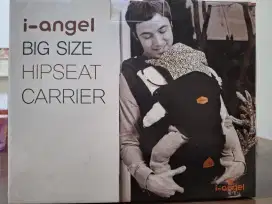 i-angel
BIG SIZE
HIPSEAT
CARRIER
i-angel